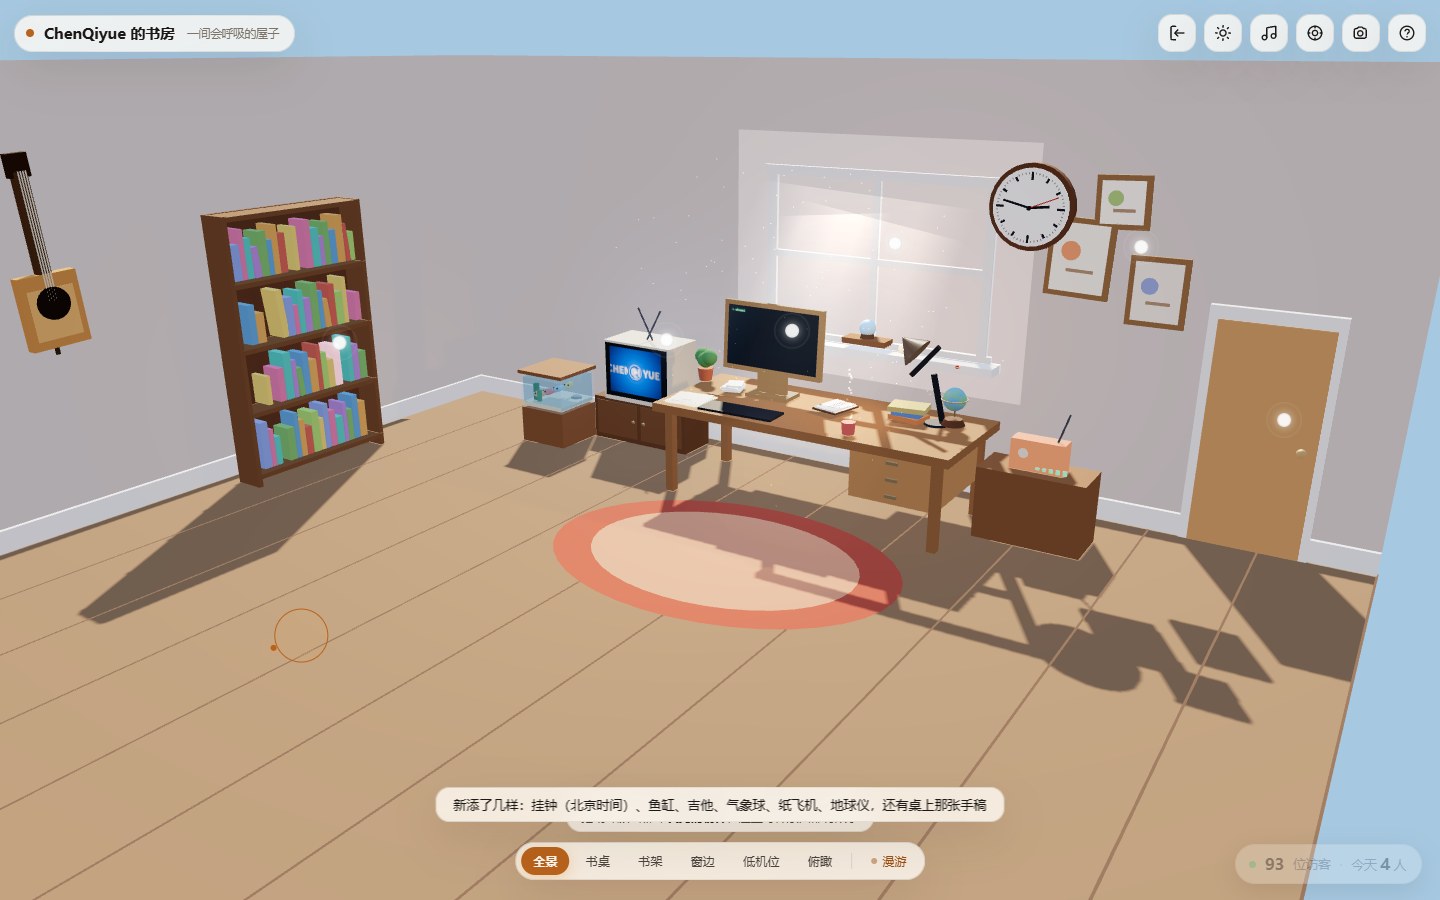 ChenQiyue 的书房 一间会呼吸的屋子
CHENQIYUE
新添了几样：挂钟（北京时间）、鱼缸、吉他、气象球、纸飞机、地球仪，还有桌上那张手稿
全景 书桌 书架 窗边 低机位 俯瞰 漫游
93 位访客 · 今天 4 人